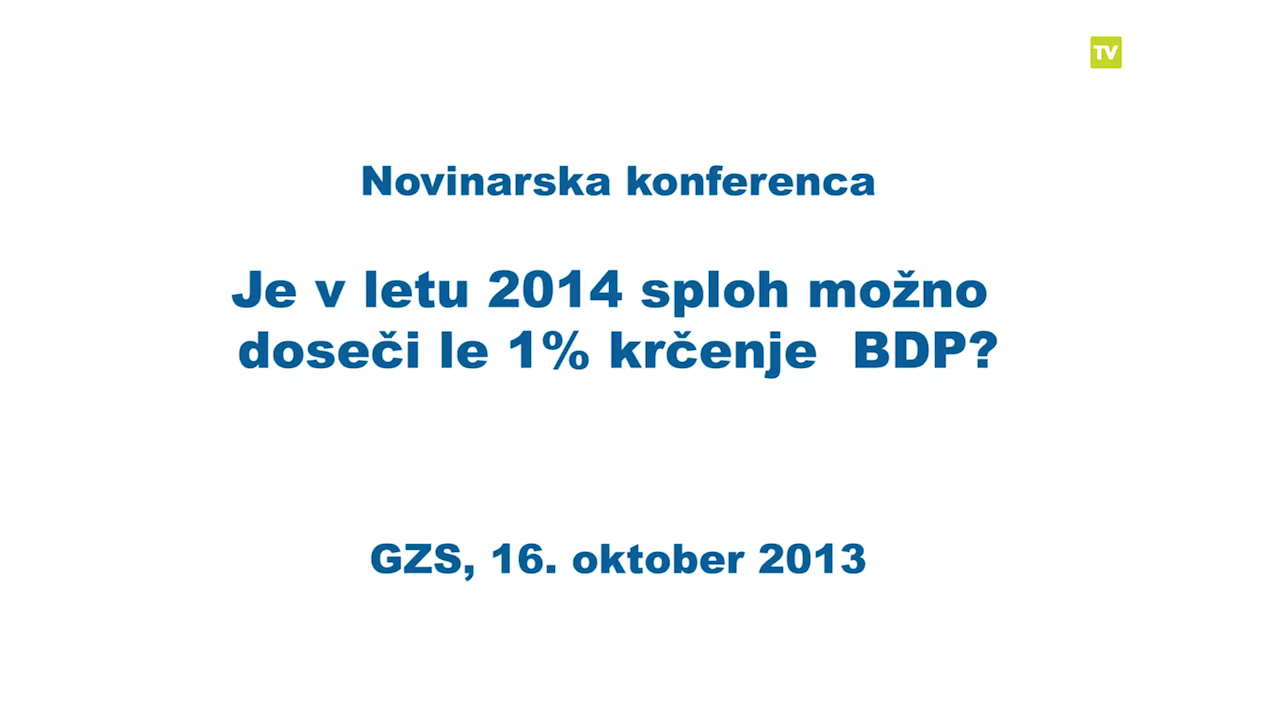 TV
Novinarska konferenca
Je v letu 2014 sploh možno
doseči le 1% krčenje  BDP?
GZS, 16. oktober 2013